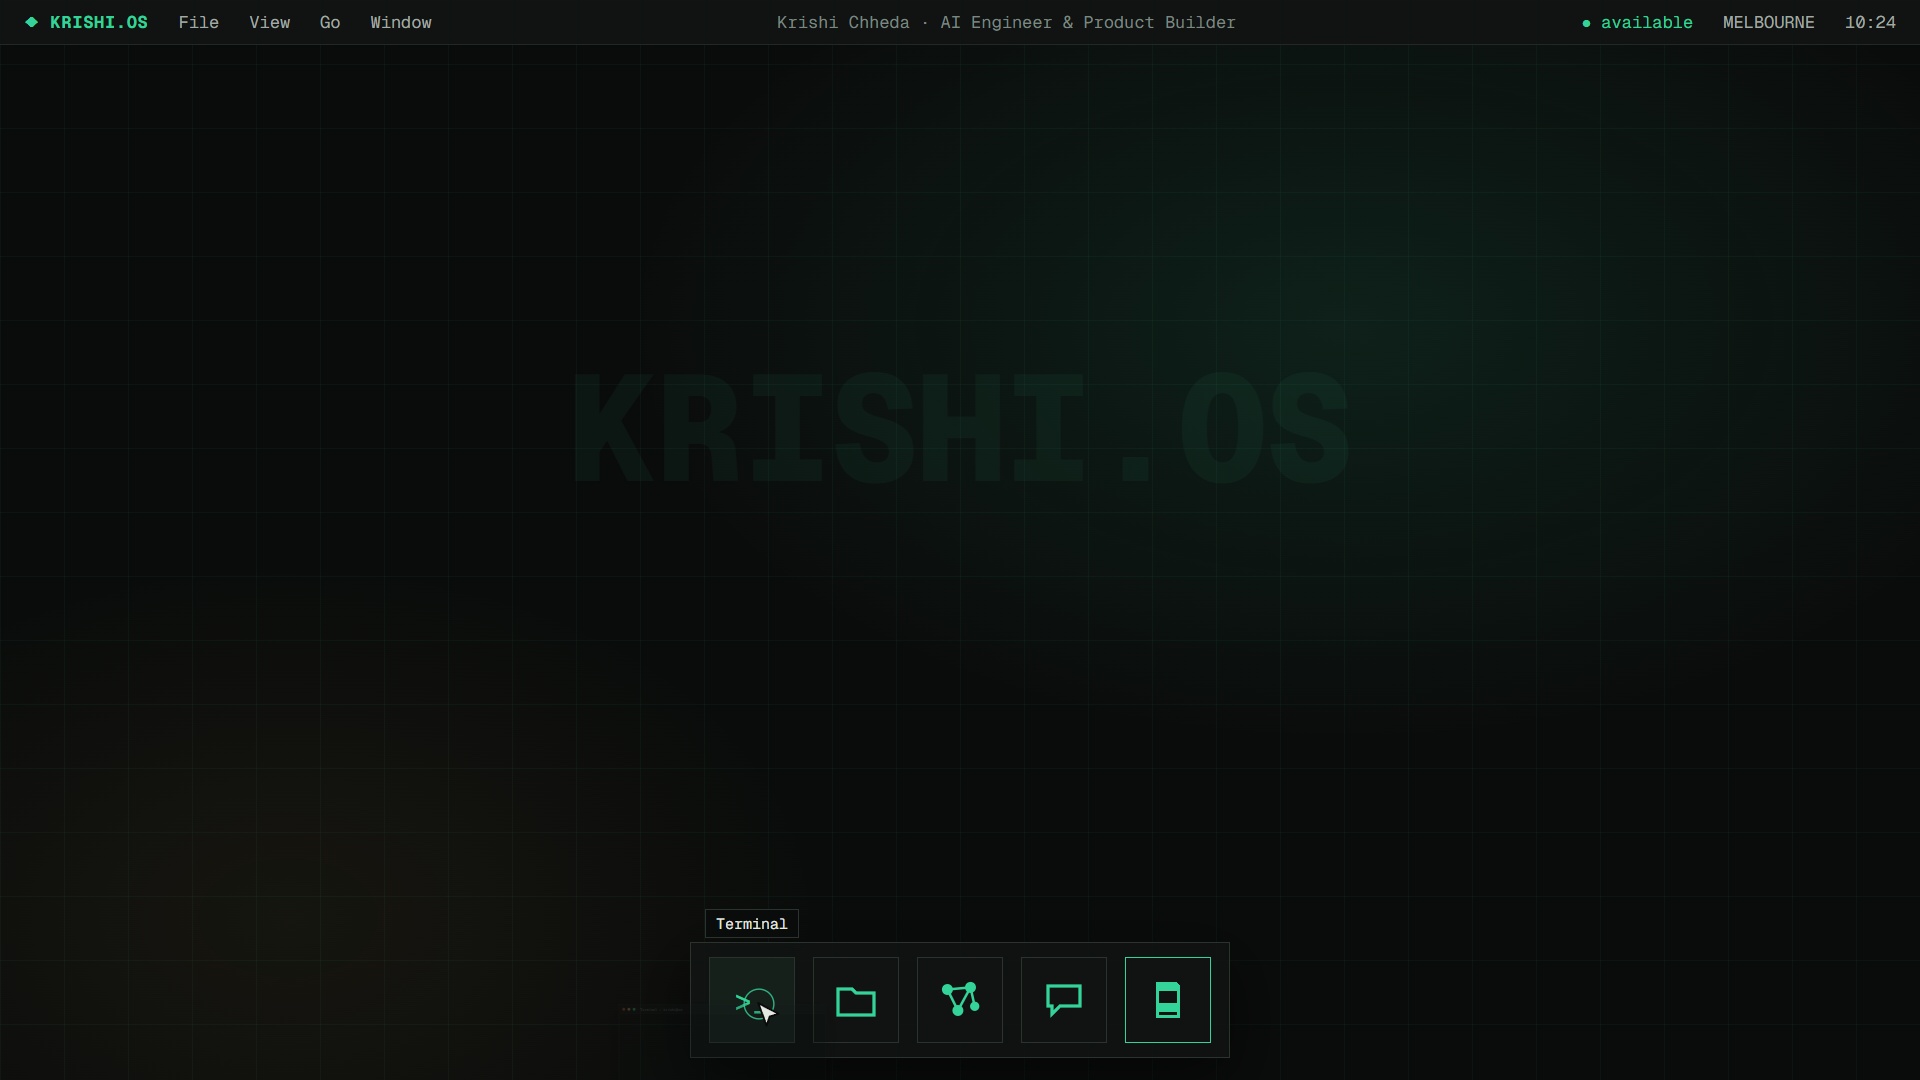 KRISHI.OS File View Go Window Krishi Chheda · AI Engineer & Product Builder available MELBOURNE 10:24
KRISHI.OS
Terminal
>_